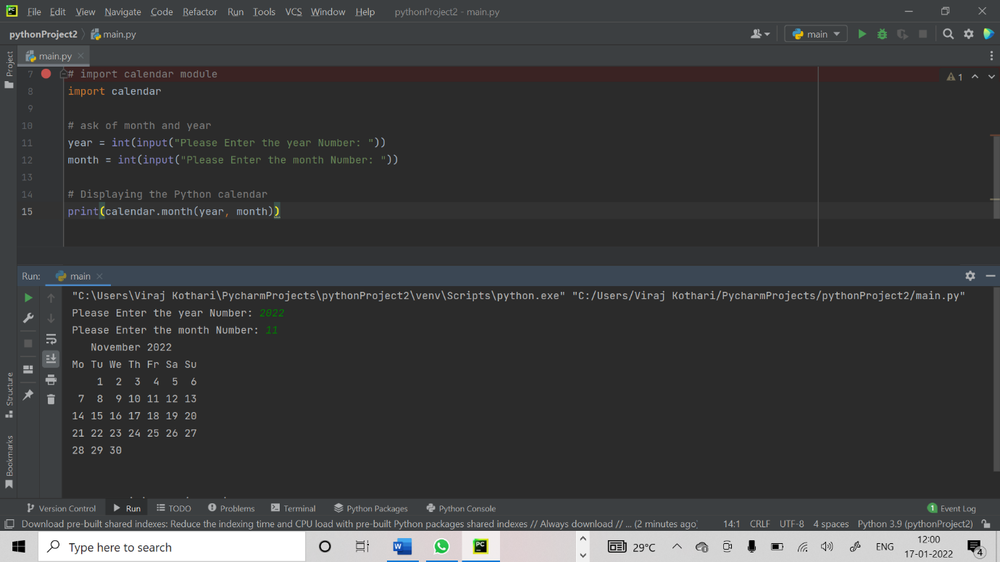 File Edit View Navigate Code Refactor Run Tools VCS Window Help pythonProject2 - main.py
pythonProject2 main.py main
Project
main.py
7 # import calendar module 1
8 import calendar
9
10 # ask of month and year
11 year = int(input("Please Enter the year Number: "))
12 month = int(input("Please Enter the month Number: "))
13
14 # Displaying the Python calendar
15 print(calendar.month(year, month))
Run: main
"C:\Users\Viraj Kothari\PycharmProjects\pythonProject2\venv\Scripts\python.exe" "C:/Users/Viraj Kothari/PycharmProjects/pythonProject2/main.py"
Please Enter the year Number: 2022
Please Enter the month Number: 11
November 2022
Mo Tu We Th Fr Sa Su
1 2 3 4 5 6
7 8 9 10 11 12 13
14 15 16 17 18 19 20
21 22 23 24 25 26 27
28 29 30
Structure
Bookmarks
Version Control Run TODO Problems Terminal Python Packages Python Console 1 Event Log
Download pre-built shared indexes: Reduce the indexing time and CPU load with pre-built Python packages shared indexes // Always download // ... (2 minutes ago) 14:1 CRLF UTF-8 4 spaces Python 3.9 (pythonProject2)
Type here to search 29°C ENG 12:00
17-01-2022 4